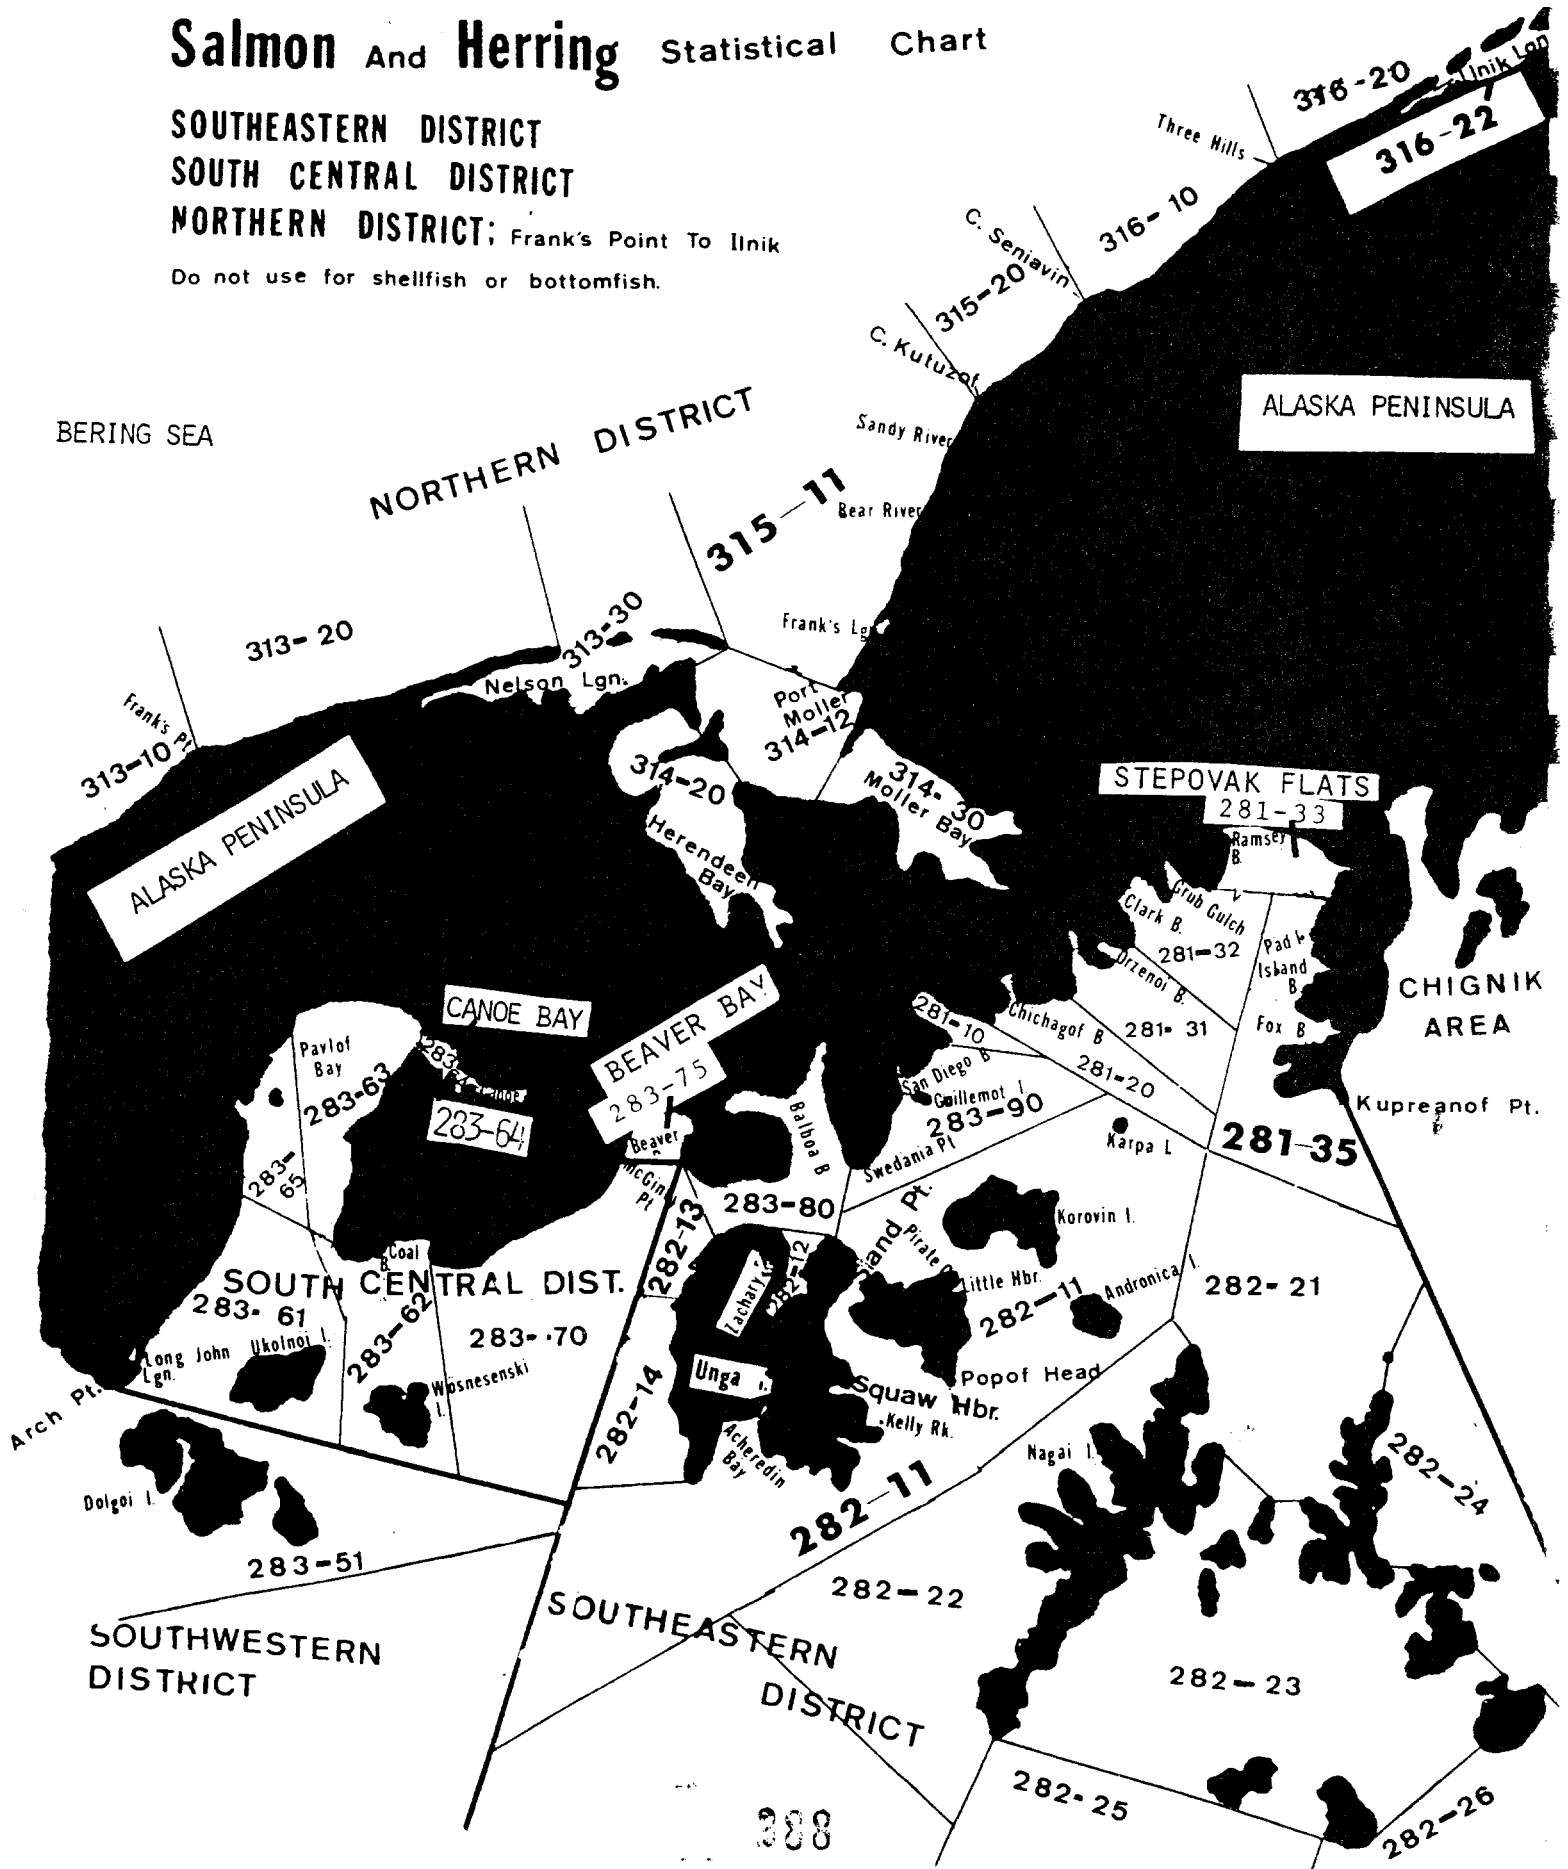 Salmon And Herring Statistical Chart
SOUTHEASTERN DISTRICT
SOUTH CENTRAL DISTRICT
NORTHERN DISTRICT; Frank's Point To Ilnik
Do not use for shellfish or bottomfish.
316-20
Ilnik Lgn
316-22
Three Hills
316-10
C. Seniavin
315-20
C. Kutuzof
ALASKA PENINSULA
BERING SEA
NORTHERN DISTRICT
Sandy River
315-11
Bear River
Frank's Lgn
313-20
313-30
Nelson Lgn.
Frank's Pt.
313-10
Port
Moller
314-12
314-20
314-30
Moller Bay
Herendeen
Bay
ALASKA PENINSULA
STEPOVAK FLATS
281-33
Ramsey
B.
Grub Gulch
Clark B.
281-32
Island
B.
Orzenoi B.
CHIGNIK
AREA
CANOE BAY
BEAVER BAY
283-75
281-10
Chichagof B
281-31
Fox B
Pavlof
Bay
283-63
Canoe
283-64
281-20
San Diego B
Guillemot I
283-90
Kupreanof Pt.
Balboa B
Beaver
Swedania Pt
Karpa I.
281-35
283-65
McGinty
Pt
283-80
282-13
Sand Pt.
Korovin I.
Coal
B.
SOUTH CENTRAL DIST.
282-12
Zachary
Little Hbr.
Andronica I.
282-21
283-61
283-62
283-70
282-11
Long John
Lgn.
Ukolnoi I.
Wosnesenski
I.
282-14
Unga I.
Popof Head
Squaw Hbr.
Kelly Rk.
Arch Pt.
Acheredin
Bay
Nagai I.
282-24
Dolgoi I.
282-11
283-51
282-22
SOUTHWESTERN
DISTRICT
SOUTHEASTERN
DISTRICT
282-23
282-25
282-26
388